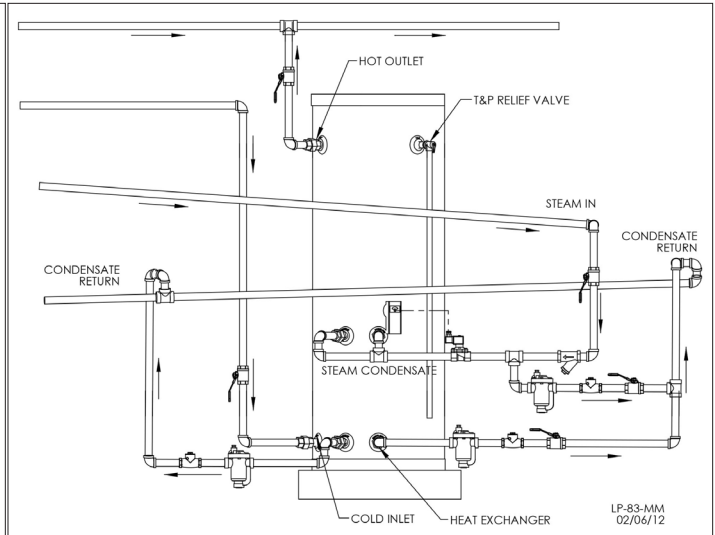 HOT OUTLET
T&P RELIEF VALVE
STEAM IN
CONDENSATE
RETURN
CONDENSATE
RETURN
STEAM CONDENSATE
COLD INLET
HEAT EXCHANGER
LP-83-MM
02/06/12